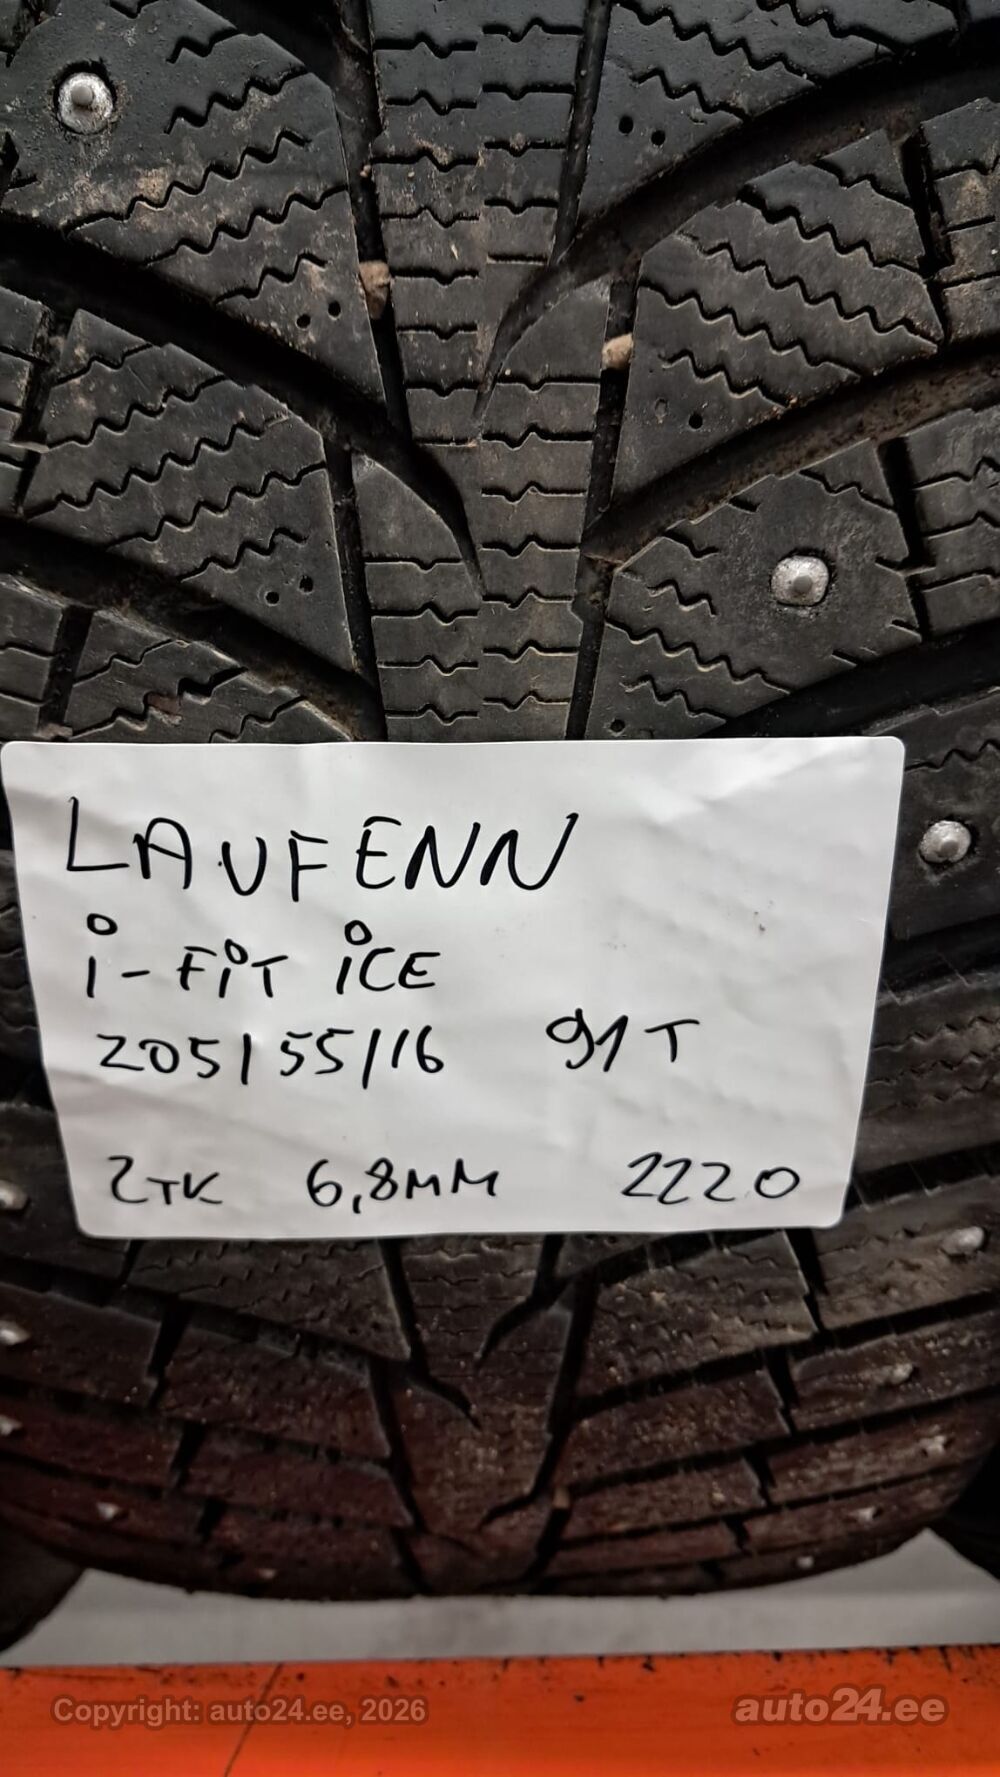 LAUFENN
i-FiT iCE
205/55/16 91T
2TK 6,8MM 2220
Copyright: auto24.ee, 2026
auto24.ee